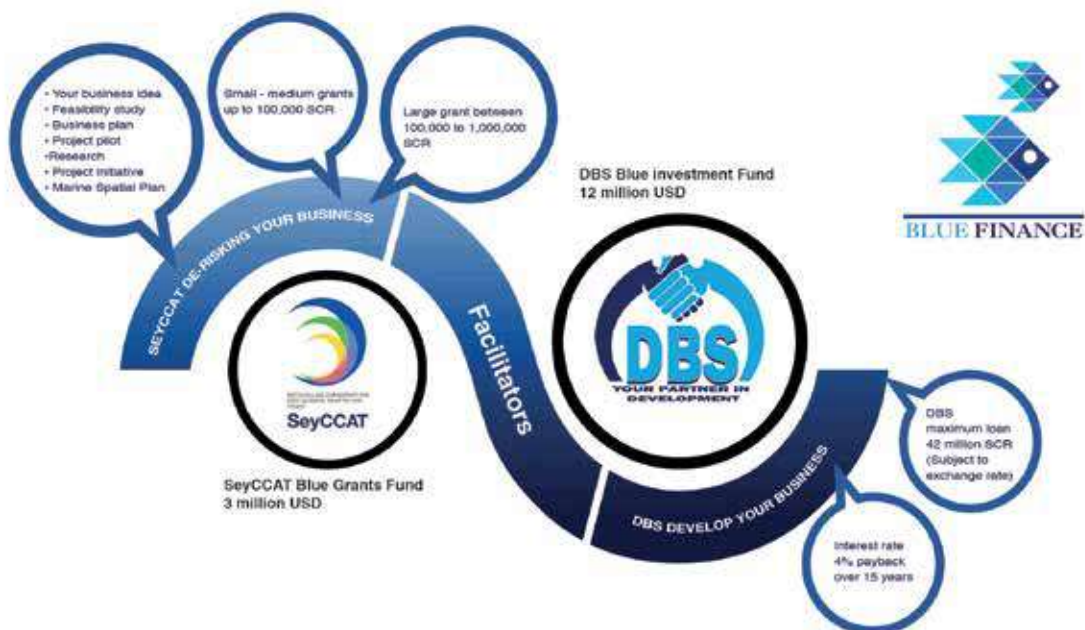 • Your business idea
• Feasibility study
• Business plan
• Project pilot
•Research
• Project Initiative
• Marine Spatial Plan
Small - medium grants
up to 100,000 SCR
Large grant between
100,000 to 1,000,000
SCR
SEYCCAT DE-RISKING YOUR BUSINESS
SeyCCAT
SeyCCAT Blue Grants Fund
3 million USD
Facilitators
DBS Blue Investment Fund
12 million USD
DBS
YOUR PARTNER IN
DEVELOPMENT
BLUE FINANCE
DBS DEVELOP YOUR BUSINESS
DBS
maximum loan
42 million SCR
(Subject to
exchange rate)
Interest rate
4% payback
over 15 years